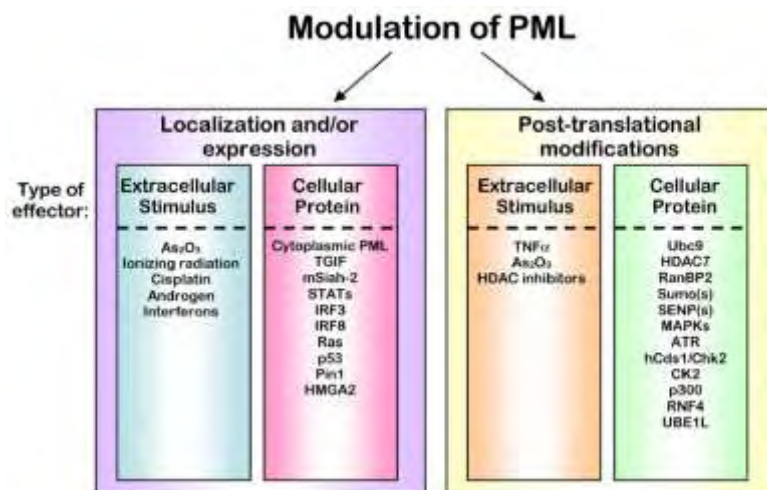 Modulation of PML
Localization and/or
expression
Post-translational
modifications
Type of
effector:
Extracellular
Stimulus
As₂O₃
Ionizing radiation
Cisplatin
Androgen
Interferons
Cellular
Protein
Cytoplasmic PML
TGIF
mSiah-2
STATs
IRF3
IRF8
Ras
p53
Pin1
HMGA2
Extracellular
Stimulus
TNFα
As₂O₃
HDAC inhibitors
Cellular
Protein
Ubc9
HDAC7
RanBP2
Sumo(s)
SENP(s)
MAPKs
ATR
hCds1/Chk2
CK2
p300
RNF4
UBE1L